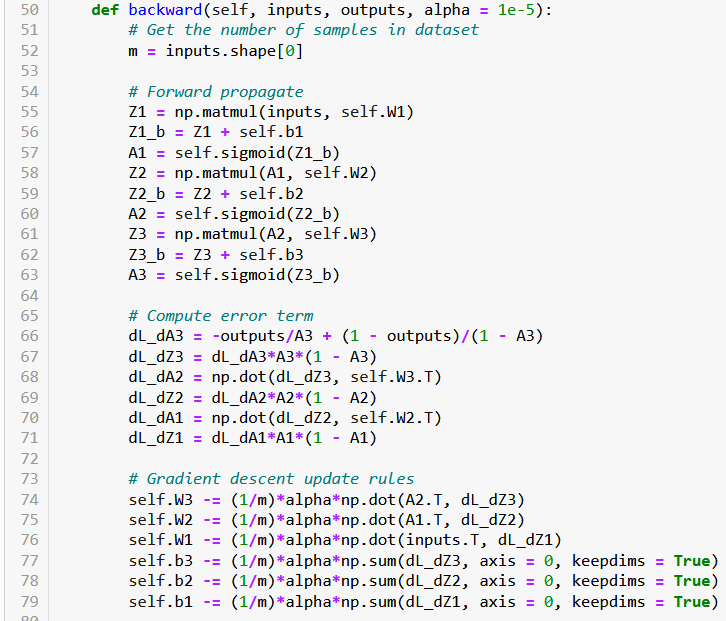 50     def backward(self, inputs, outputs, alpha = 1e-5):
51         # Get the number of samples in dataset
52         m = inputs.shape[0]
53
54         # Forward propagate
55         Z1 = np.matmul(inputs, self.W1)
56         Z1_b = Z1 + self.b1
57         A1 = self.sigmoid(Z1_b)
58         Z2 = np.matmul(A1, self.W2)
59         Z2_b = Z2 + self.b2
60         A2 = self.sigmoid(Z2_b)
61         Z3 = np.matmul(A2, self.W3)
62         Z3_b = Z3 + self.b3
63         A3 = self.sigmoid(Z3_b)
64
65         # Compute error term
66         dL_dA3 = -outputs/A3 + (1 - outputs)/(1 - A3)
67         dL_dZ3 = dL_dA3*A3*(1 - A3)
68         dL_dA2 = np.dot(dL_dZ3, self.W3.T)
69         dL_dZ2 = dL_dA2*A2*(1 - A2)
70         dL_dA1 = np.dot(dL_dZ2, self.W2.T)
71         dL_dZ1 = dL_dA1*A1*(1 - A1)
72
73         # Gradient descent update rules
74         self.W3 -= (1/m)*alpha*np.dot(A2.T, dL_dZ3)
75         self.W2 -= (1/m)*alpha*np.dot(A1.T, dL_dZ2)
76         self.W1 -= (1/m)*alpha*np.dot(inputs.T, dL_dZ1)
77         self.b3 -= (1/m)*alpha*np.sum(dL_dZ3, axis = 0, keepdims = True)
78         self.b2 -= (1/m)*alpha*np.sum(dL_dZ2, axis = 0, keepdims = True)
79         self.b1 -= (1/m)*alpha*np.sum(dL_dZ1, axis = 0, keepdims = True)